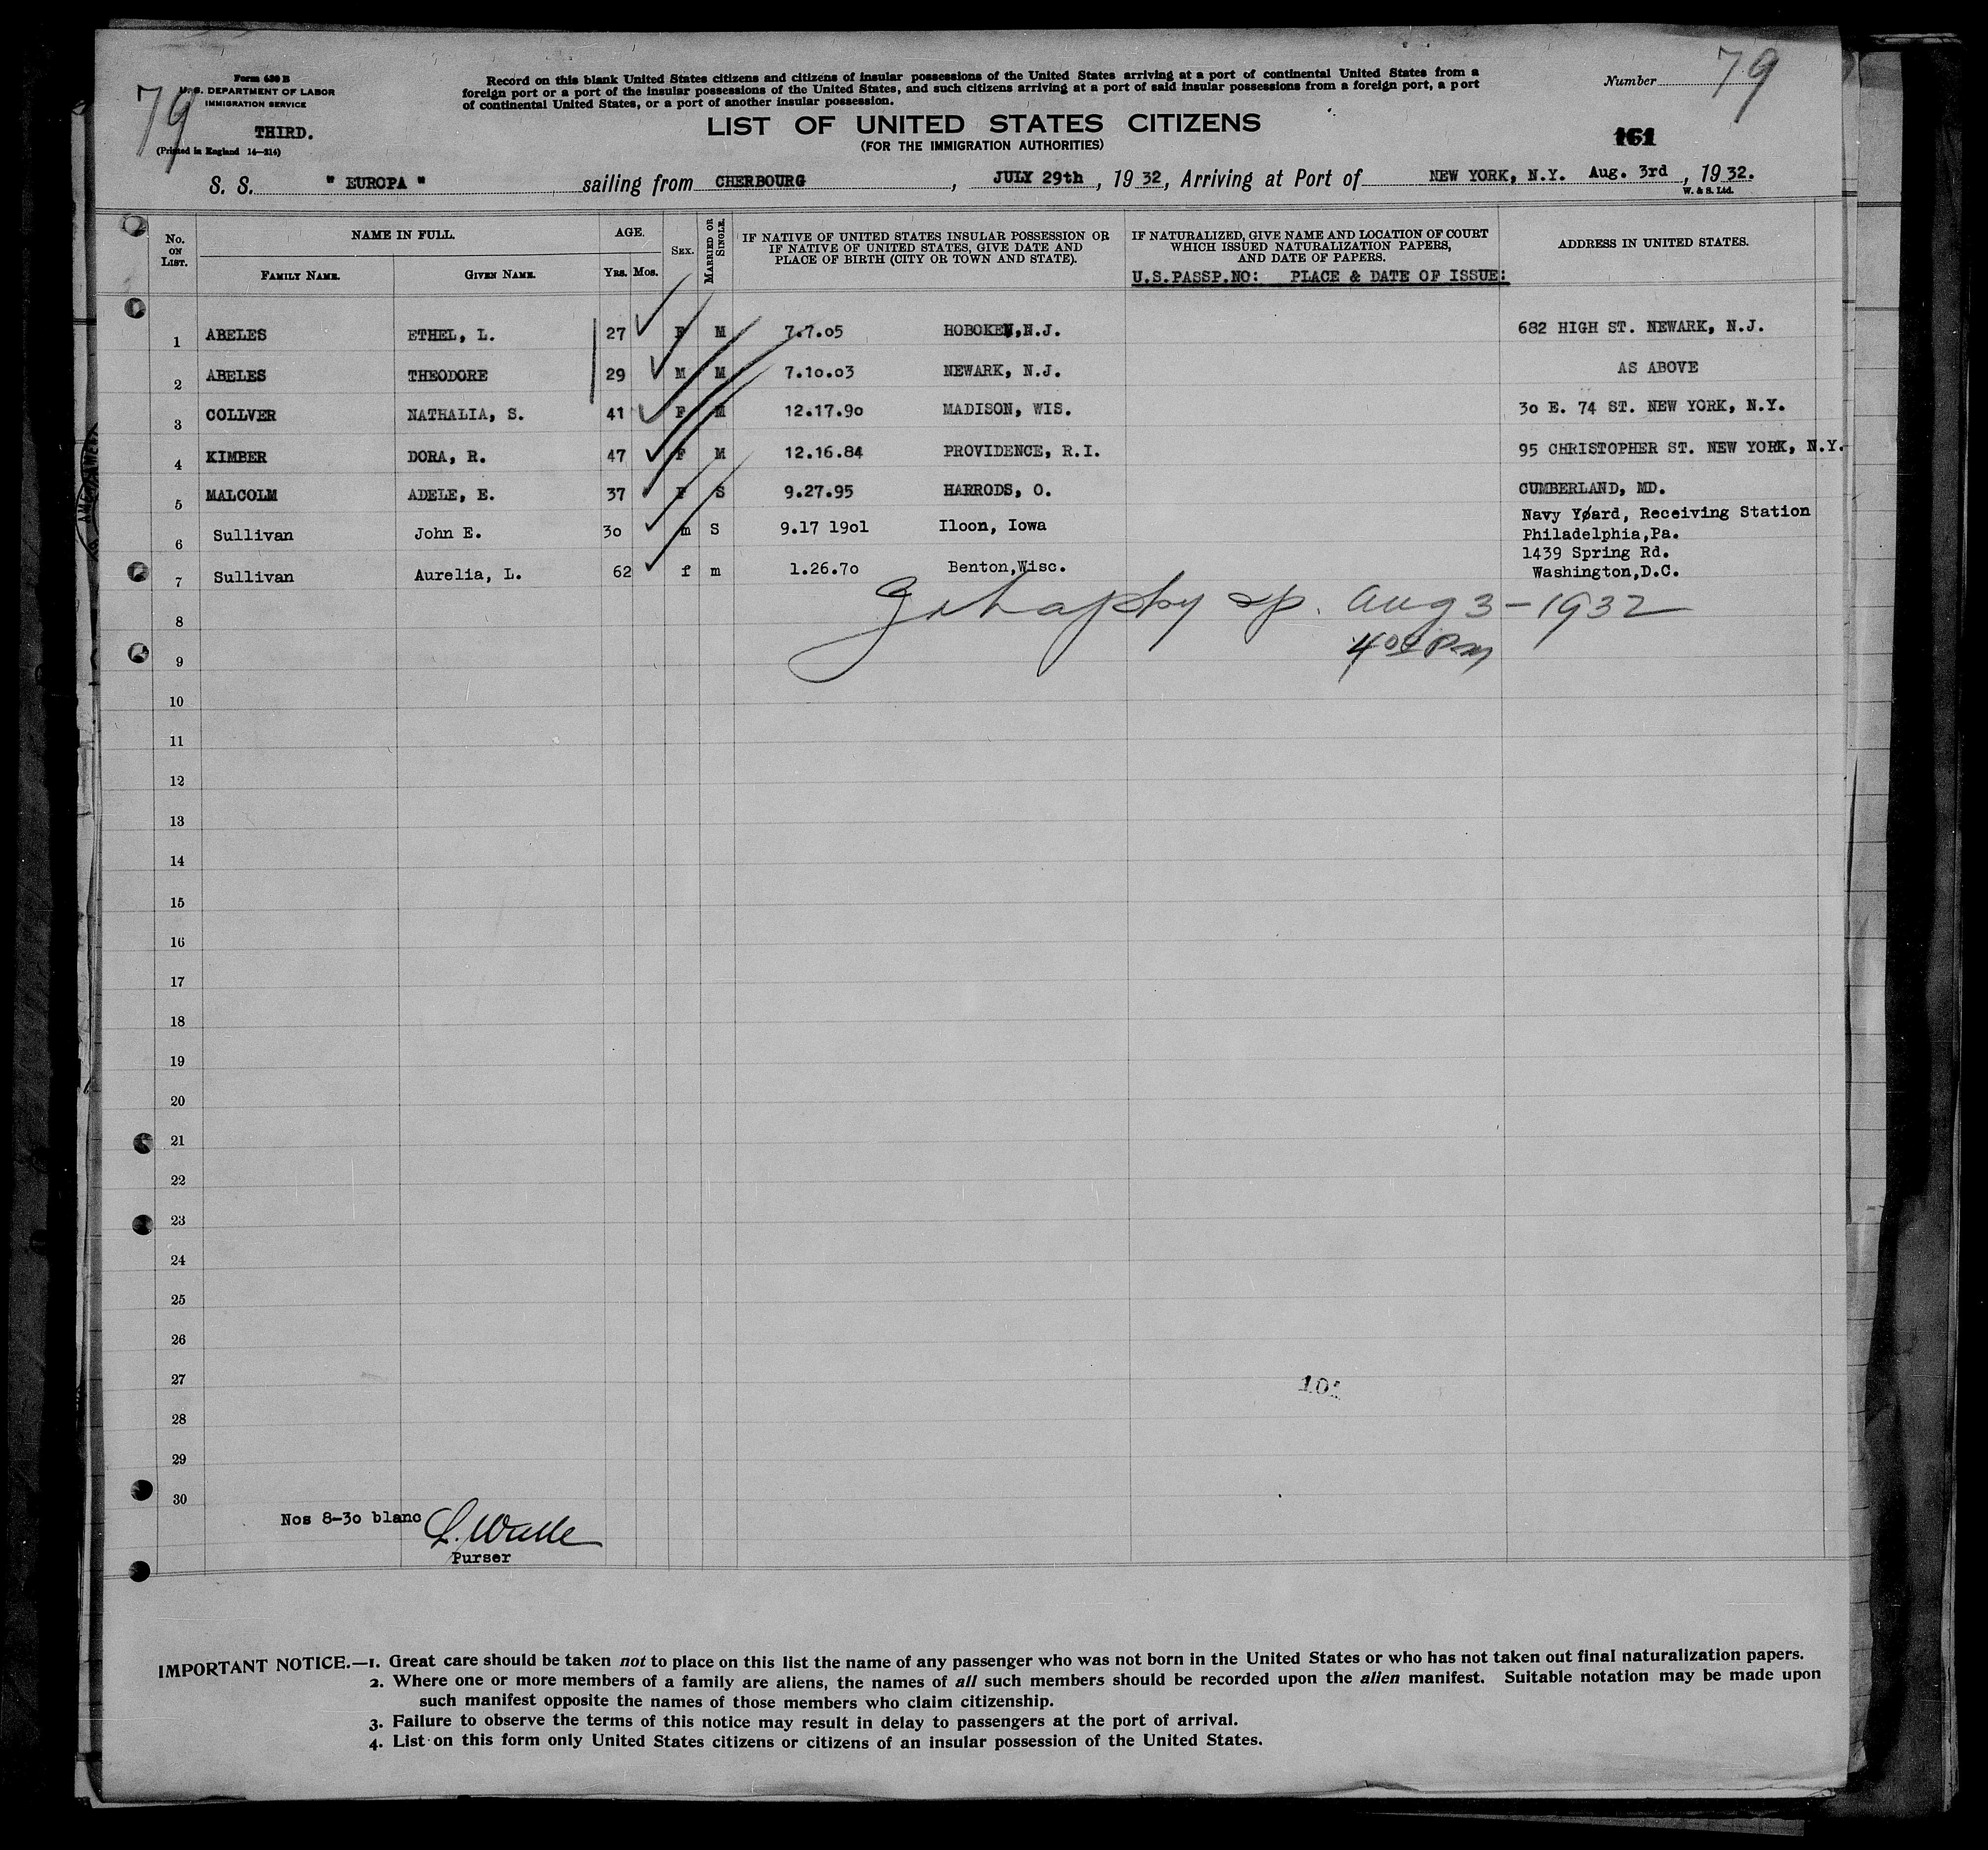 Form 630 B
U. S. DEPARTMENT OF LABOR
IMMIGRATION SERVICE
79
THIRD.
(Printed in England 14—214)
Record on this blank United States citizens and citizens of insular possessions of the United States arriving at a port of continental United States from a
foreign port or a port of the insular possessions of the United States, and such citizens arriving at a port of said insular possessions from a foreign port, a port
of continental United States, or a port of another insular possession.
LIST OF UNITED STATES CITIZENS
(FOR THE IMMIGRATION AUTHORITIES)
Number 79
161
S. S. " EUROPA " sailing from CHERBOURG, JULY 29th, 19 32, Arriving at Port of NEW YORK, N.Y. Aug. 3rd, 19 32.
W. & S. Ltd.
No. ON LIST.
NAME IN FULL.
FAMILY NAME. GIVEN NAME.
AGE.
YRS. MOS.
SEX.
MARRIED OR SINGLE.
IF NATIVE OF UNITED STATES INSULAR POSSESSION OR
IF NATIVE OF UNITED STATES, GIVE DATE AND
PLACE OF BIRTH (CITY OR TOWN AND STATE).
IF NATURALIZED, GIVE NAME AND LOCATION OF COURT
WHICH ISSUED NATURALIZATION PAPERS,
AND DATE OF PAPERS.
U.S.PASSP.NO: PLACE & DATE OF ISSUE:
ADDRESS IN UNITED STATES.
1 ABELES ETHEL, L. 27 F M 7.7.05 HOBOKEN,N.J. 682 HIGH ST. NEWARK, N.J.
2 ABELES THEODORE 29 M M 7.10.03 NEWARK, N.J. AS ABOVE
3 COLLVER NATHALIA, S. 41 F M 12.17.90 MADISON, WIS. 30 E. 74 ST. NEW YORK, N.Y.
4 KIMBER DORA, R. 47 F M 12.16.84 PROVIDENCE, R.I. 95 CHRISTOPHER ST. NEW YORK, N.Y.
5 MALCOLM ADELE, E. 37 F S 9.27.95 HARRODS, O. CUMBERLAND, MD.
6 Sullivan John E. 30 m S 9.17 1901 Iloon, Iowa Navy Yøard, Receiving Station
Philadelphia,Pa.
7 Sullivan Aurelia, L. 62 f m 1.26.70 Benton,Wisc. 1439 Spring Rd.
Washington,D.C.
8 Aug 3 - 1932
9 4 00 PM
10
11
12
13
14
15
16
17
18
19
20
21
22
23
24
25
26
27
28
29
30
Nos 8-30 blanc
Purser
IMPORTANT NOTICE.—1. Great care should be taken not to place on this list the name of any passenger who was not born in the United States or who has not taken out final naturalization papers.
2. Where one or more members of a family are aliens, the names of all such members should be recorded upon the alien manifest. Suitable notation may be made upon
such manifest opposite the names of those members who claim citizenship.
3. Failure to observe the terms of this notice may result in delay to passengers at the port of arrival.
4. List on this form only United States citizens or citizens of an insular possession of the United States.